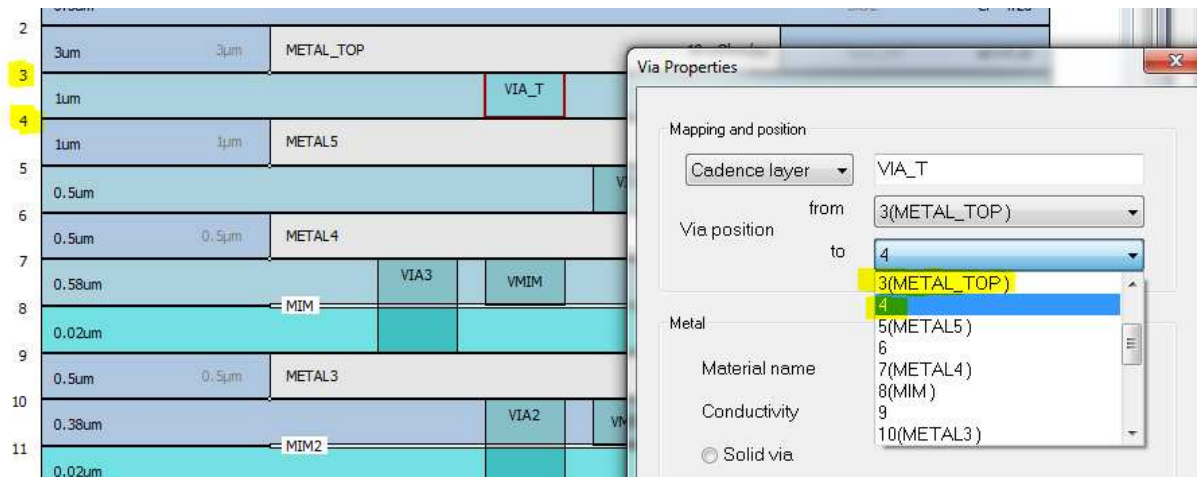 2
3um 3µm METAL_TOP
3
1um VIA_T
4
1um 1µm METAL5
5
0.5um
6
0.5um 0.5µm METAL4
7
0.58um VIA3 VMIM
8 MIM
0.02um
9
0.5um 0.5µm METAL3
10
0.38um VIA2
11 MIM2
0.02um
Via Properties
Mapping and position
Cadence layer VIA_T
from 3(METAL_TOP)
Via position
to 4
3(METAL_TOP)
4
5(METAL5)
6
7(METAL4)
8(MIM)
9
10(METAL3)
Metal
Material name
Conductivity
Solid via